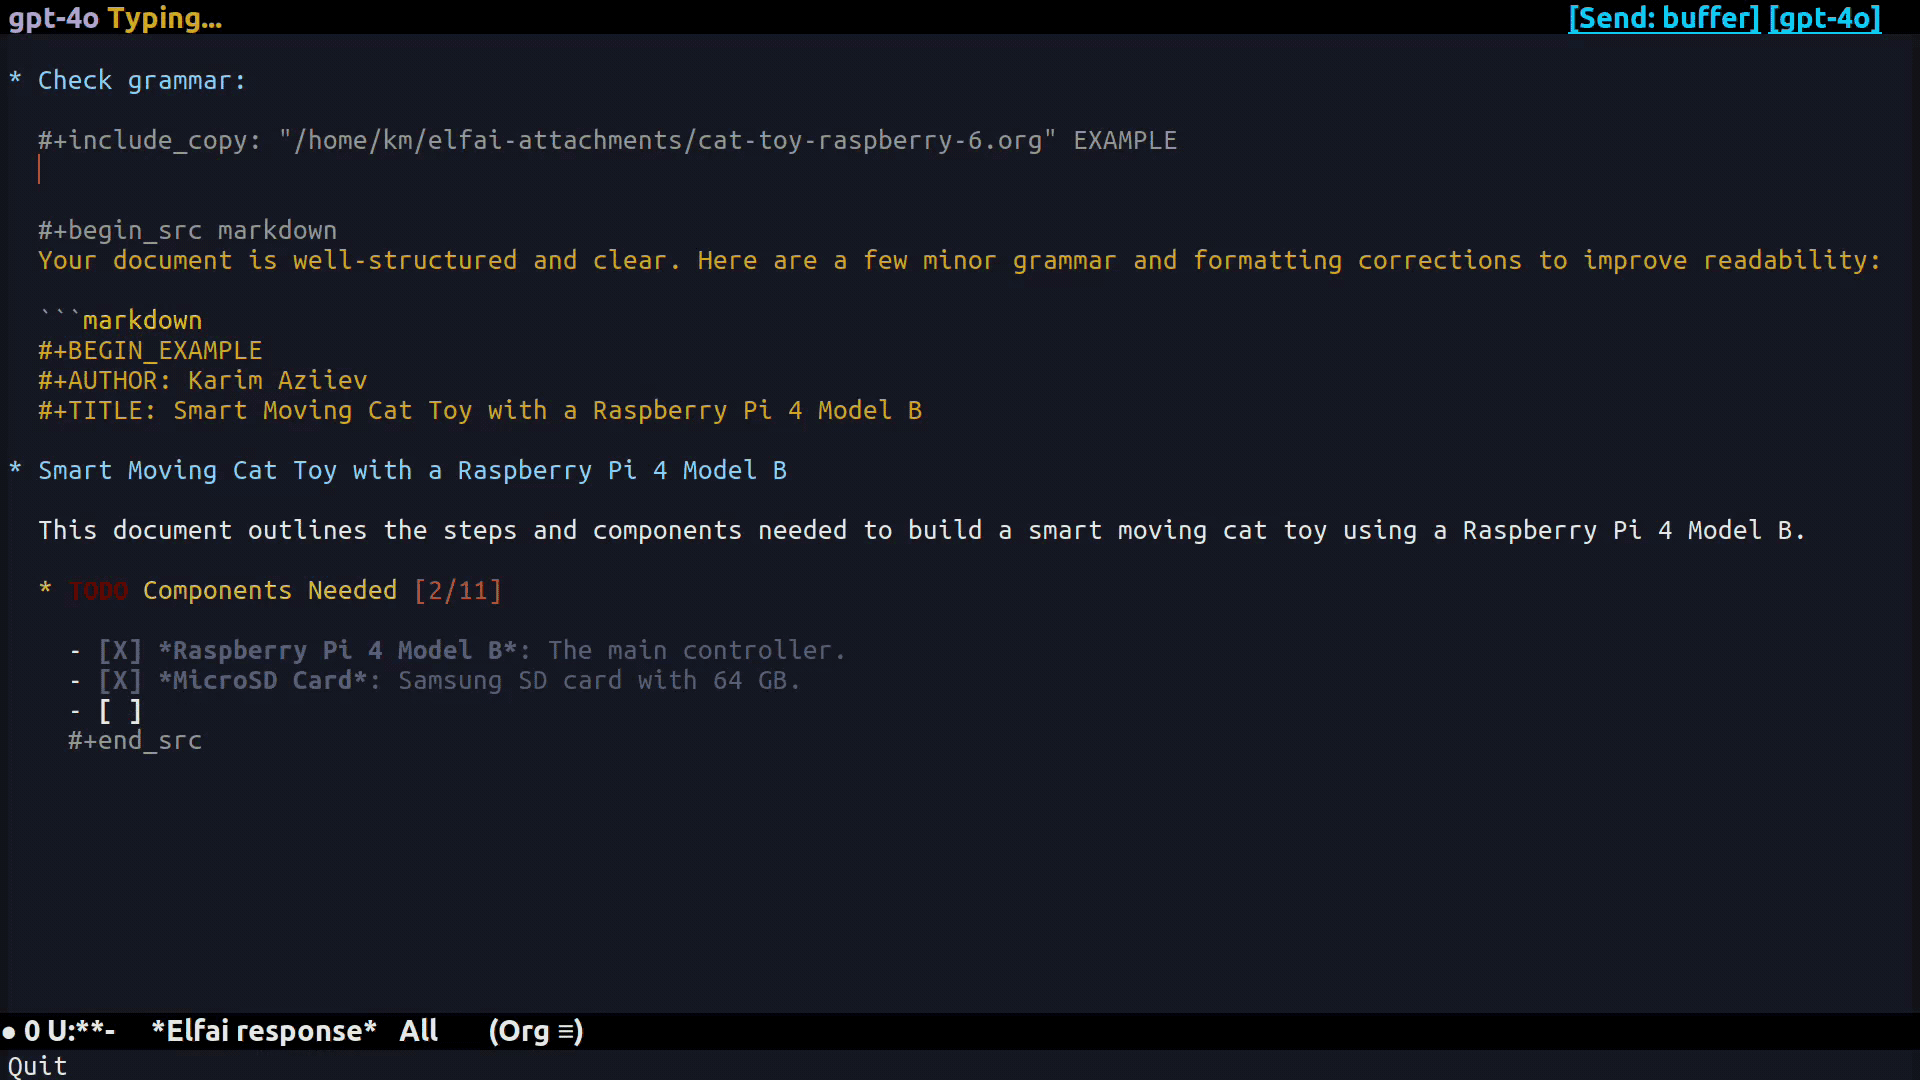 gpt-4o Typing... [Send: buffer] [gpt-4o]
* Check grammar:
#+include_copy: "/home/km/elfai-attachments/cat-toy-raspberry-6.org" EXAMPLE
#+begin_src markdown
Your document is well-structured and clear. Here are a few minor grammar and formatting corrections to improve readability:
```markdown
#+BEGIN_EXAMPLE
#+AUTHOR: Karim Aziiev
#+TITLE: Smart Moving Cat Toy with a Raspberry Pi 4 Model B
* Smart Moving Cat Toy with a Raspberry Pi 4 Model B
This document outlines the steps and components needed to build a smart moving cat toy using a Raspberry Pi 4 Model B.
* TODO Components Needed [2/11]
- [X] *Raspberry Pi 4 Model B*: The main controller.
- [X] *MicroSD Card*: Samsung SD card with 64 GB.
- [ ]
#+end_src
● 0 U:**- *Elfai response* All (Org ≡)
Quit